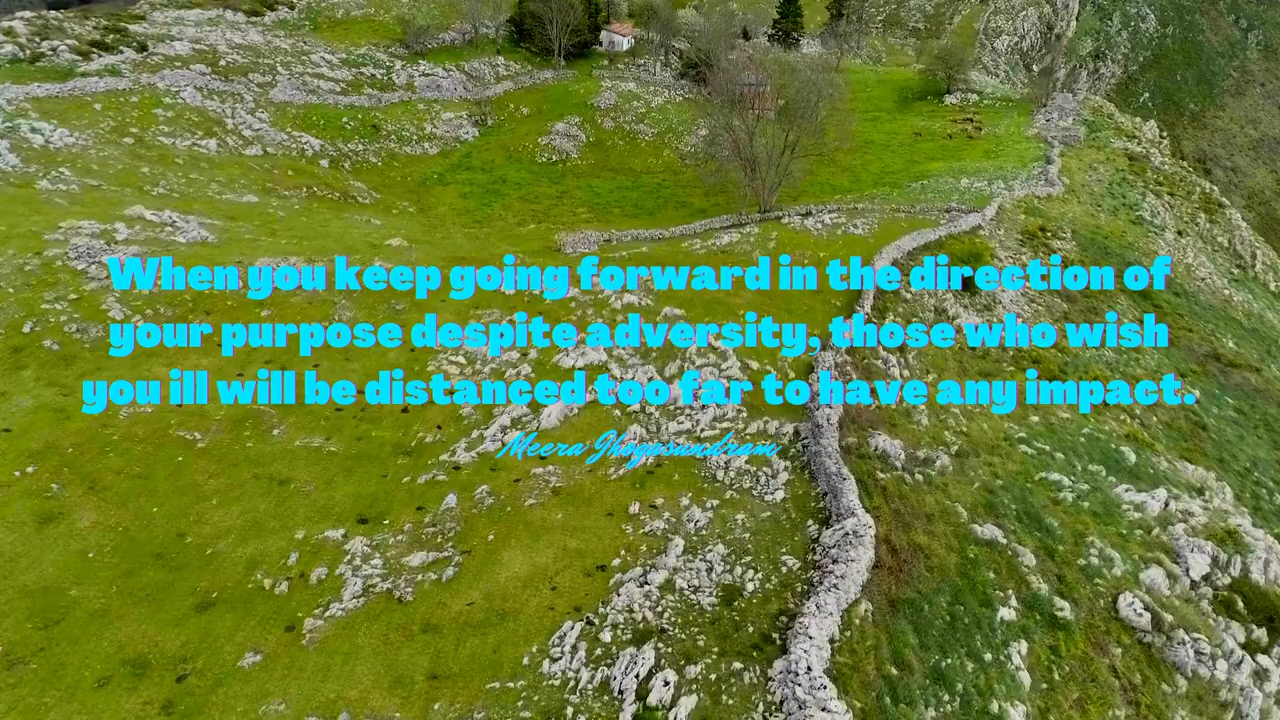 When you keep going forward in the direction of
your purpose despite adversity, those who wish
you ill will be distanced too far to have any impact.
Meera Jhogasundram